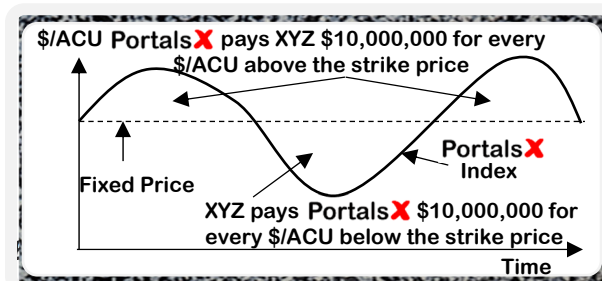 $/ACU PortalsX pays XYZ $10,000,000 for every
$/ACU above the strike price
Fixed Price
PortalsX
Index
XYZ pays PortalsX $10,000,000 for
every $/ACU below the strike price
Time